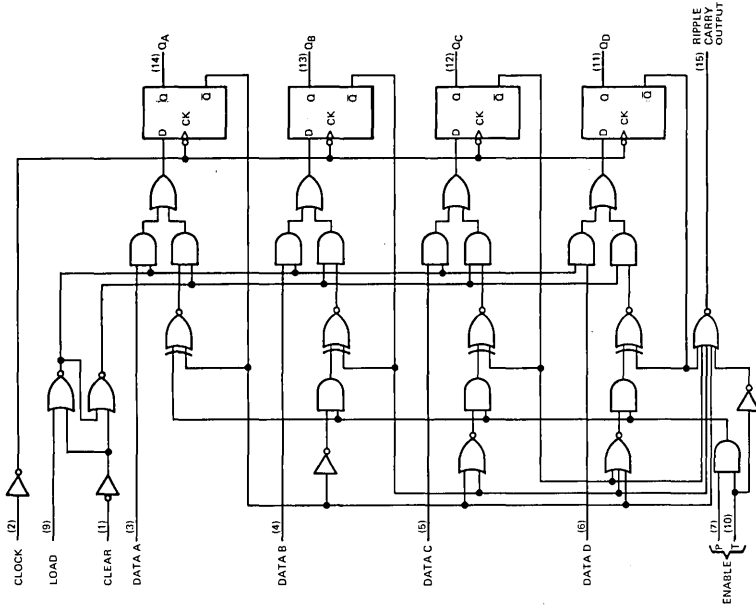 CLOCK (2)
LOAD (9)
CLEAR (1)
DATA A (3)
DATA B (4)
DATA C (5)
DATA D (6)
ENABLE
P (7)
T (10)
D Q
CK
Q̅
(14) QA
D Q
CK
Q̅
(13) QB
D Q
CK
Q̅
(12) QC
D Q
CK
Q̅
(11) QD
(15) RIPPLE
CARRY
OUTPUT